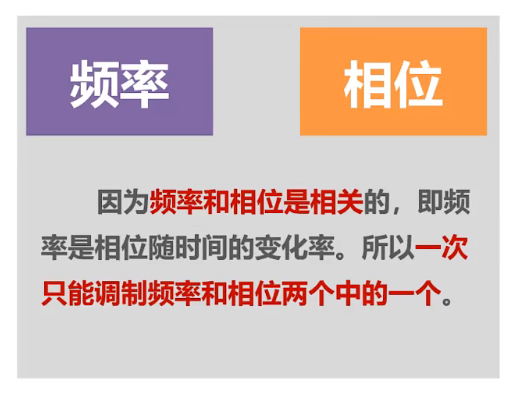 频率
相位
因为频率和相位是相关的，即频
率是相位随时间的变化率。所以一次
只能调制频率和相位两个中的一个。